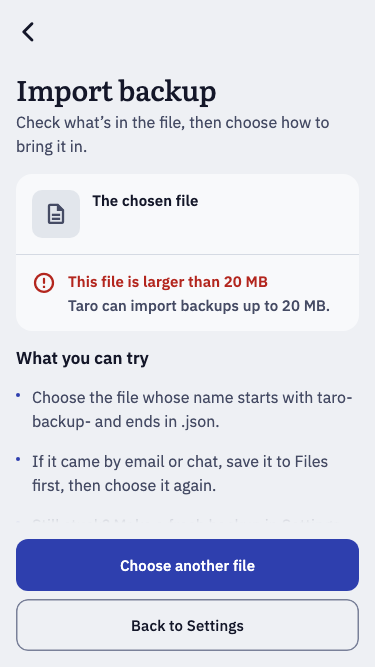 Import backup
Check what’s in the file, then choose how to
bring it in.
The chosen file
This file is larger than 20 MB
Taro can import backups up to 20 MB.
What you can try
Choose the file whose name starts with taro-
backup- and ends in .json.
If it came by email or chat, save it to Files
first, then choose it again.
Choose another file
Back to Settings